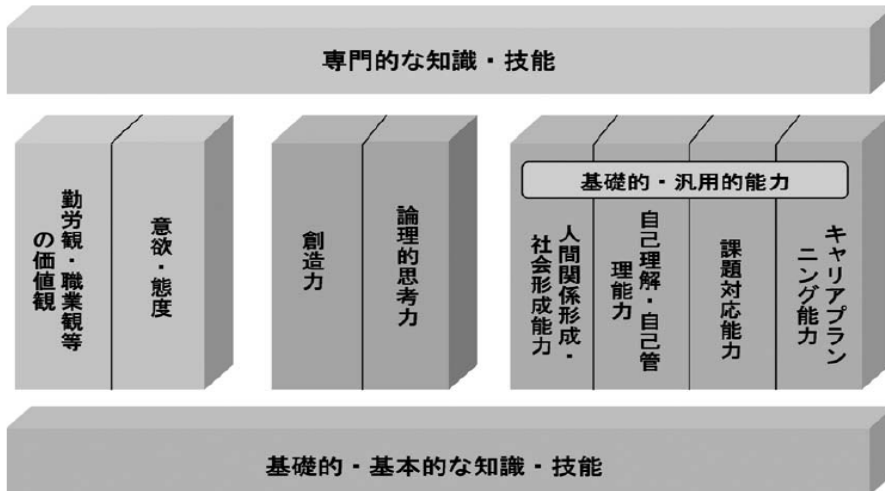 専門的な知識・技能
勤労観・職業観等
の価値観
意欲・態度
創造力
論理的思考力
基礎的・汎用的能力
人間関係形成・
社会形成能力
自己理解・自己管
理能力
課題対応能力
キャリアプラン
ニング能力
基礎的・基本的な知識・技能